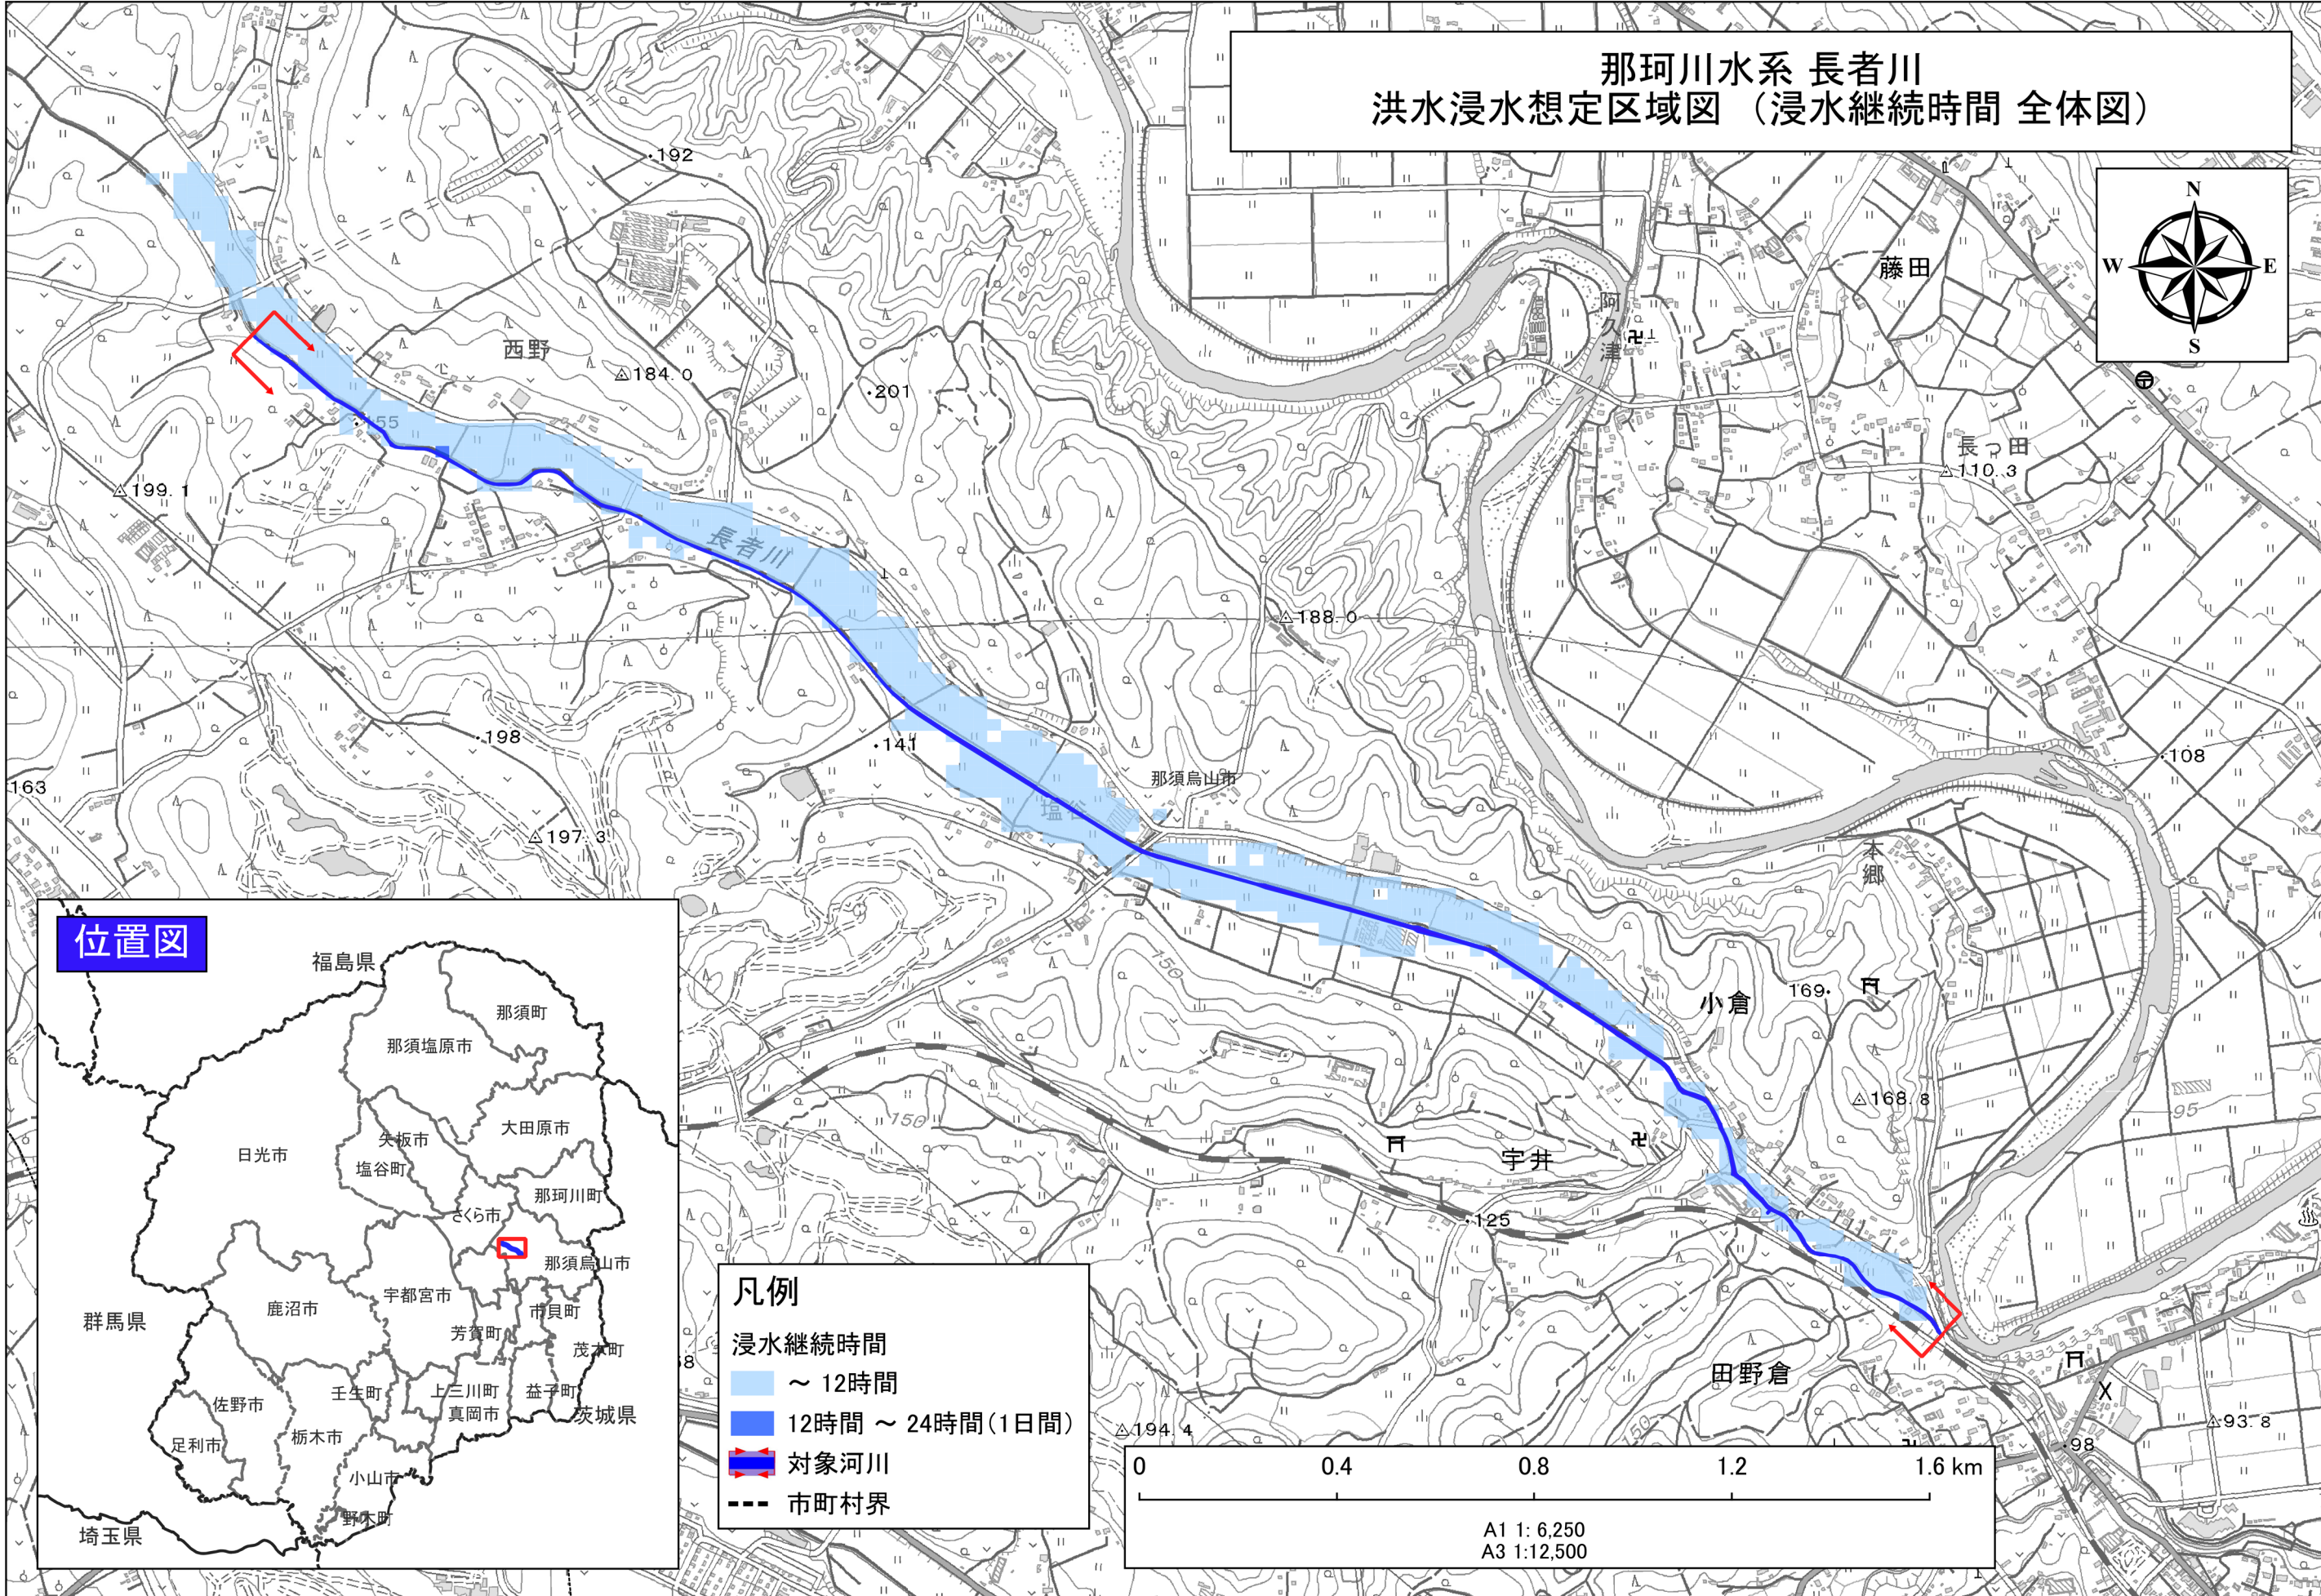 那珂川水系 長者川
洪水浸水想定区域図 （浸水継続時間 全体図）
N
W
E
S
192
藤田
阿久津
西野
184.0
201
長っ田
110.3
155
199.1
長者川
188.0
198
141
那須烏山市
108
163
塩谷
197.3
本郷
150
小倉
169
168.8
95
150
宇井
125
田野倉
194.4
93.8
98
150
位置図
福島県
那須町
那須塩原市
大田原市
矢板市
日光市
塩谷町
那珂川町
さくら市
那須烏山市
宇都宮市
鹿沼市
市貝町
群馬県
芳賀町
茂木町
壬生町
上三川町
益子町
佐野市
真岡市
茨城県
栃木市
足利市
小山市
野木町
埼玉県
凡例
浸水継続時間
～ 12時間
12時間 ～ 24時間(1日間)
対象河川
市町村界
0 0.4 0.8 1.2 1.6 km
A1 1: 6,250
A3 1:12,500